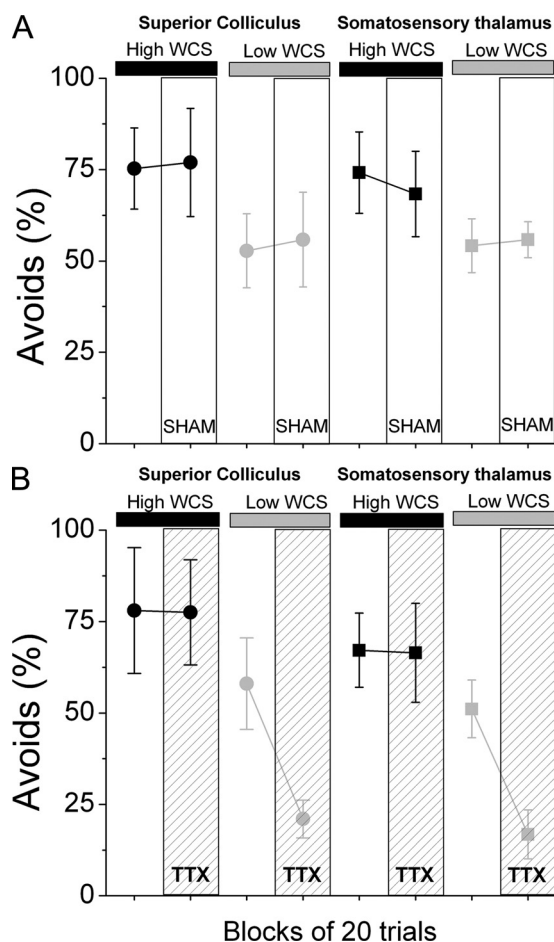 A
Superior Colliculus Somatosensory thalamus
High WCS Low WCS High WCS Low WCS
100
75
50
25
0
Avoids (%)
SHAM SHAM SHAM SHAM
B
Superior Colliculus Somatosensory thalamus
High WCS Low WCS High WCS Low WCS
100
75
50
25
0
Avoids (%)
TTX TTX TTX TTX
Blocks of 20 trials